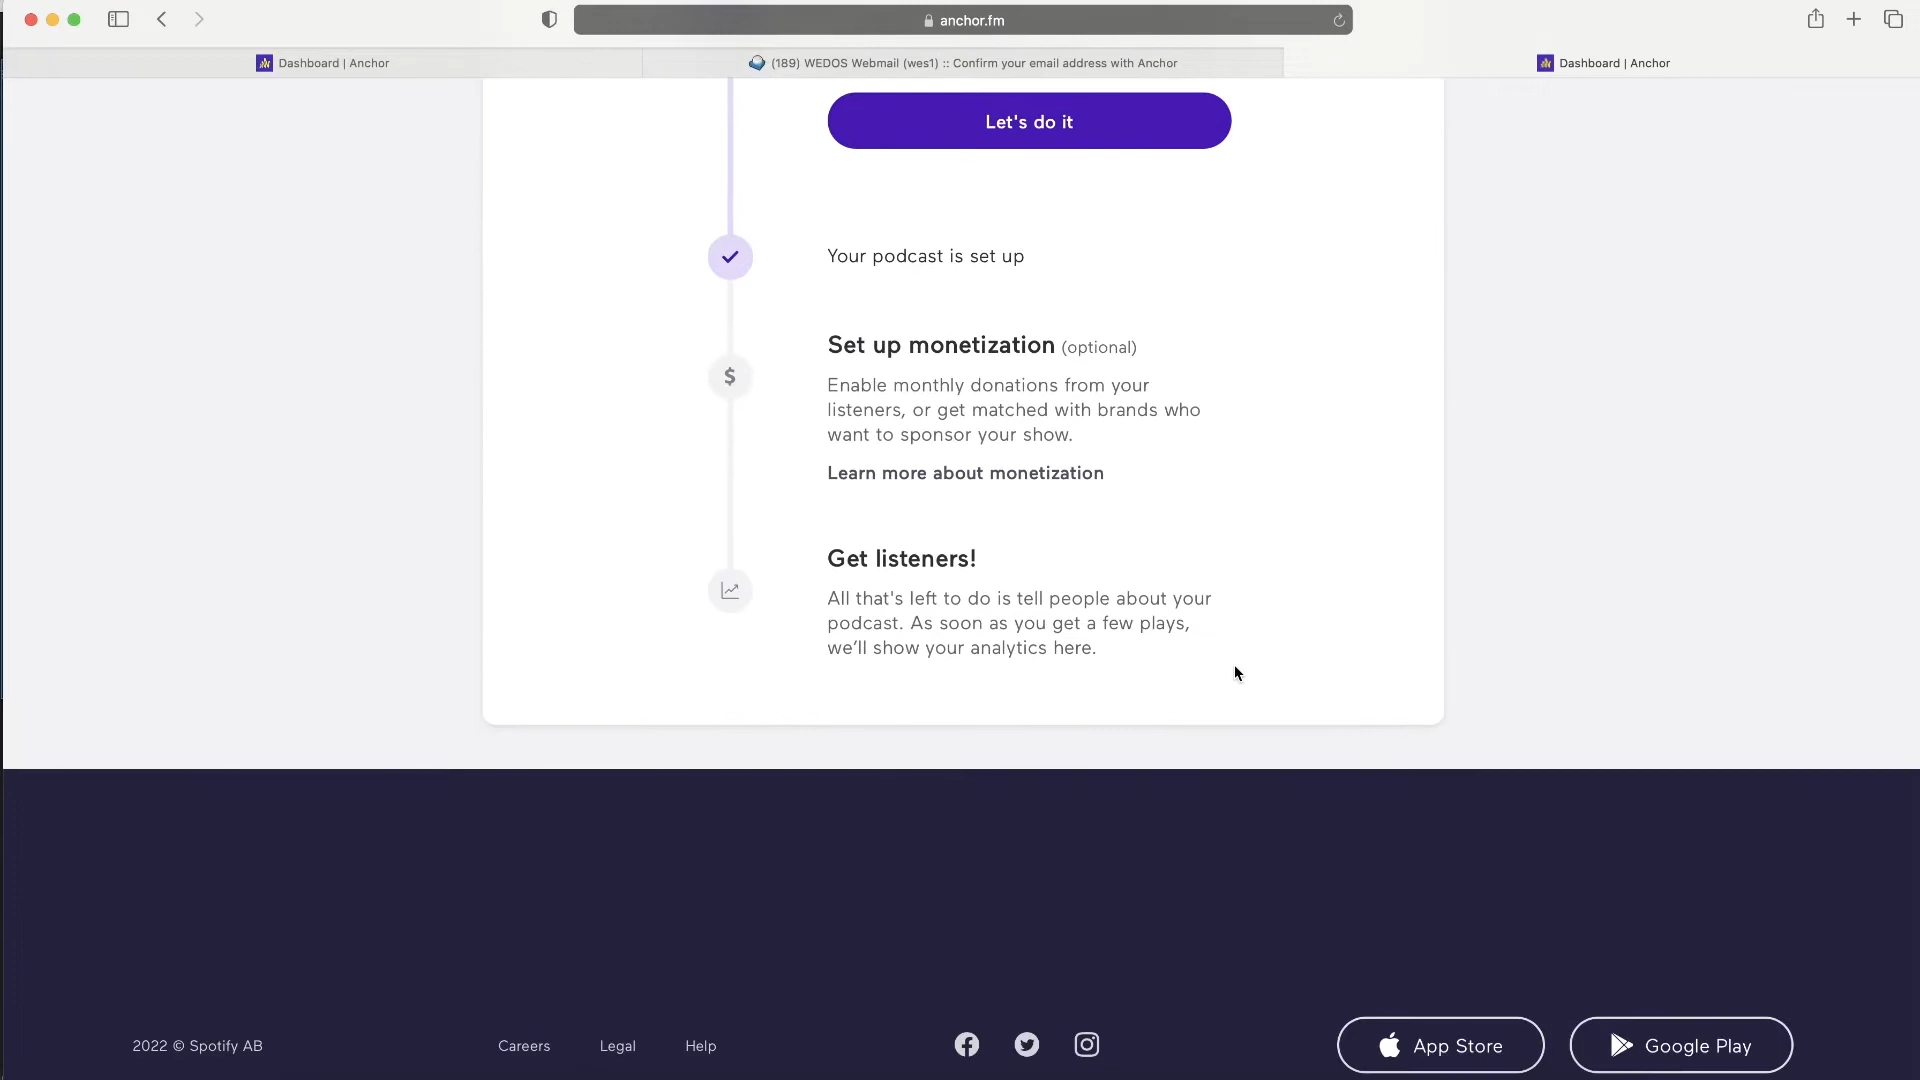 anchor.fm
Dashboard | Anchor
(189) WEDOS Webmail (wes1) :: Confirm your email address with Anchor
Dashboard | Anchor
Let's do it
Your podcast is set up
Set up monetization (optional)
$
Enable monthly donations from your
listeners, or get matched with brands who
want to sponsor your show.
Learn more about monetization
Get listeners!
All that's left to do is tell people about your
podcast. As soon as you get a few plays,
we’ll show your analytics here.
2022 © Spotify AB
Careers
Legal
Help
App Store
Google Play